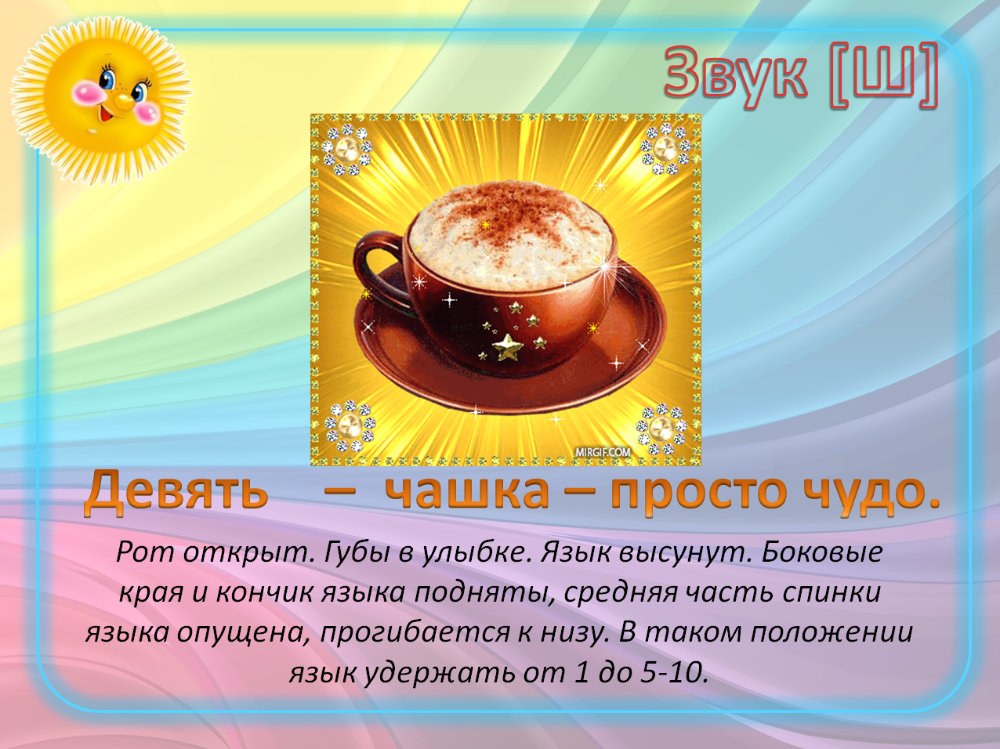 Звук [Ш]
MIRGIF.COM
Девять – чашка – просто чудо.
Рот открыт. Губы в улыбке. Язык высунут. Боковые
края и кончик языка подняты, средняя часть спинки
языка опущена, прогибается к низу. В таком положении
язык удержать от 1 до 5-10.